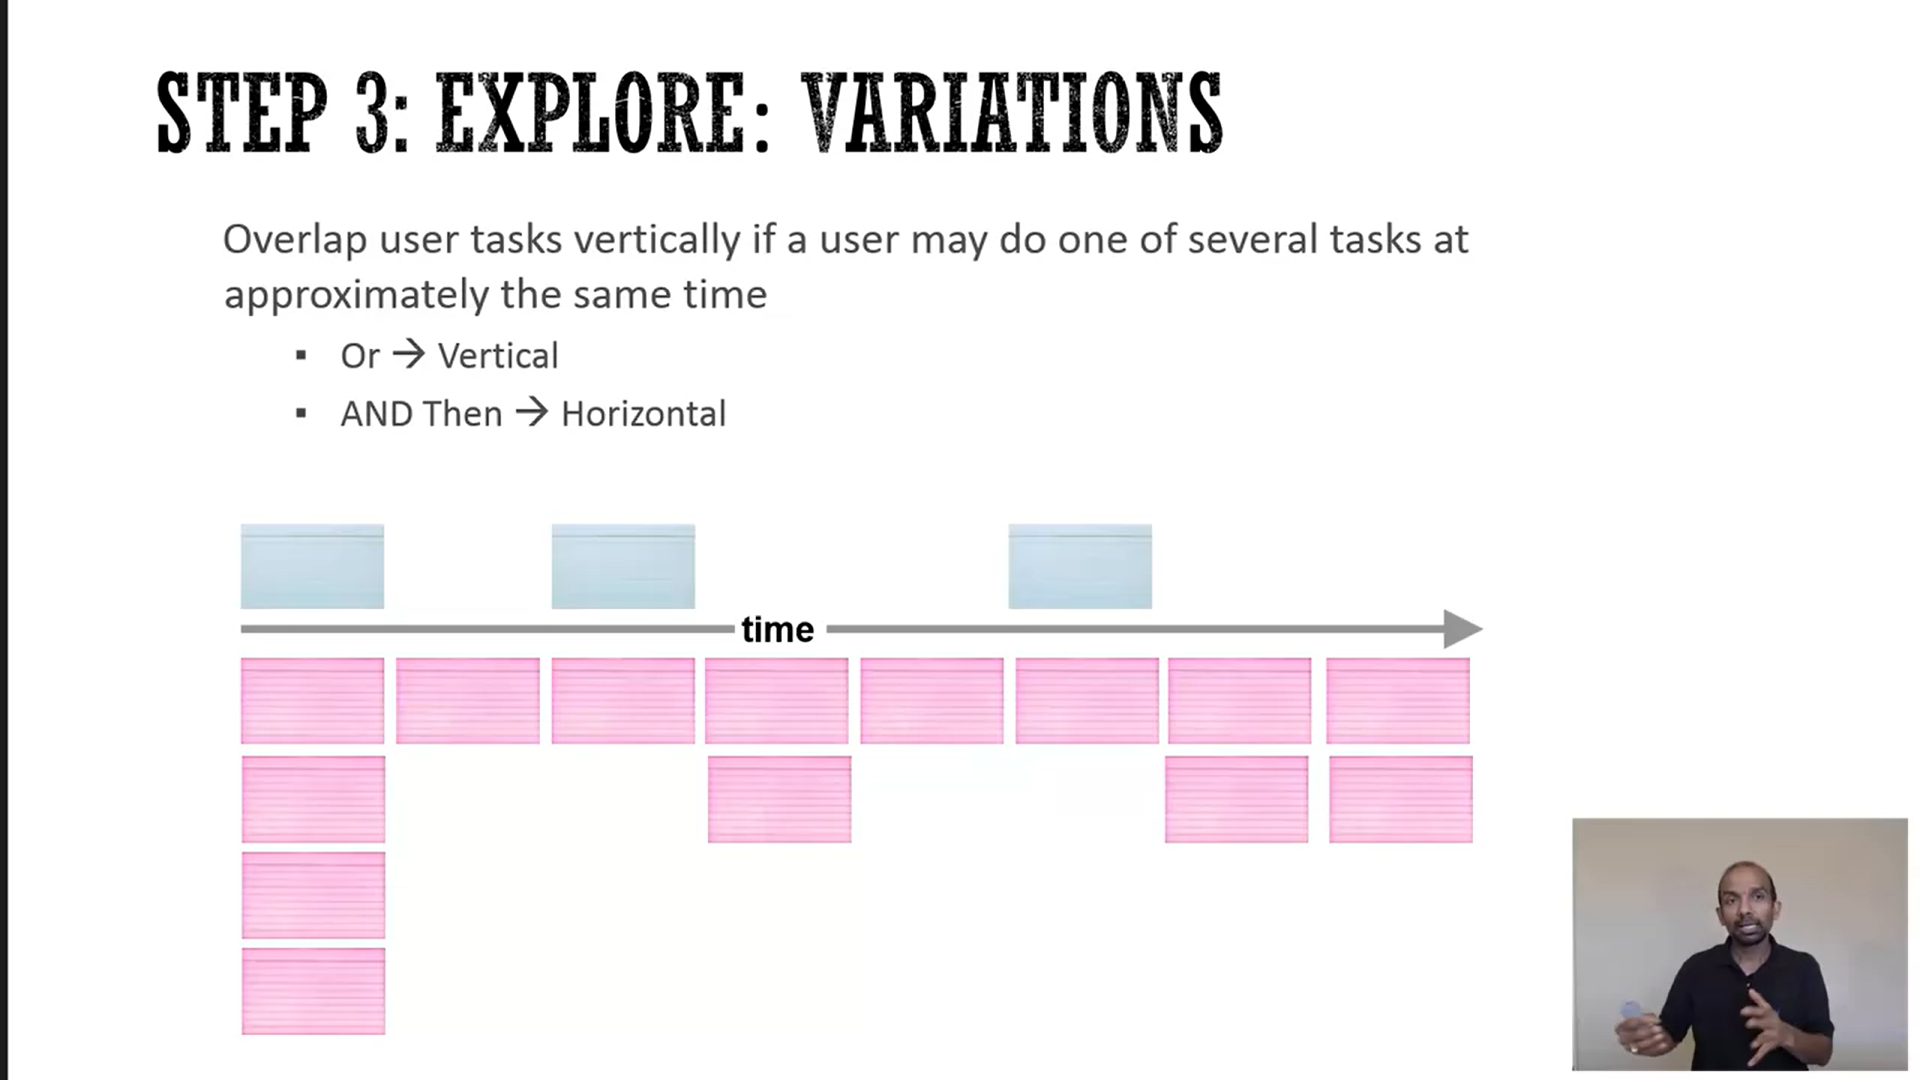 STEP 3: EXPLORE: VARIATIONS
Overlap user tasks vertically if a user may do one of several tasks at
approximately the same time
▪ Or → Vertical
▪ AND Then → Horizontal
time